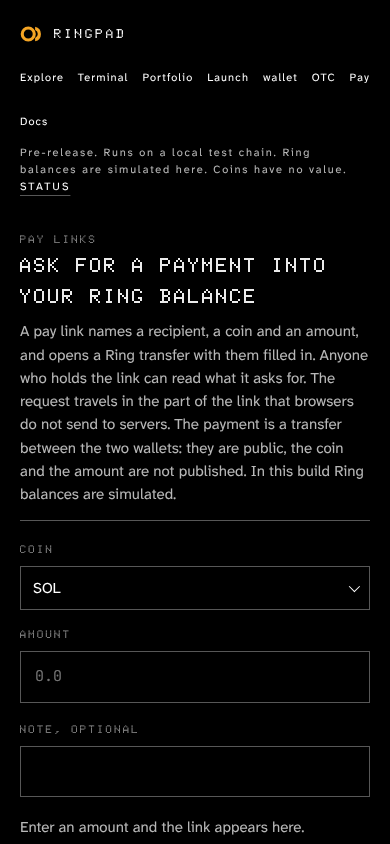 RINGPAD
Explore Terminal Portfolio Launch wallet OTC Pay
Docs
Pre-release. Runs on a local test chain. Ring
balances are simulated here. Coins have no value.
STATUS
PAY LINKS
ASK FOR A PAYMENT INTO
YOUR RING BALANCE
A pay link names a recipient, a coin and an amount,
and opens a Ring transfer with them filled in. Anyone
who holds the link can read what it asks for. The
request travels in the part of the link that browsers
do not send to servers. The payment is a transfer
between the two wallets: they are public, the coin
and the amount are not published. In this build Ring
balances are simulated.
COIN
SOL
AMOUNT
0.0
NOTE, OPTIONAL
Enter an amount and the link appears here.